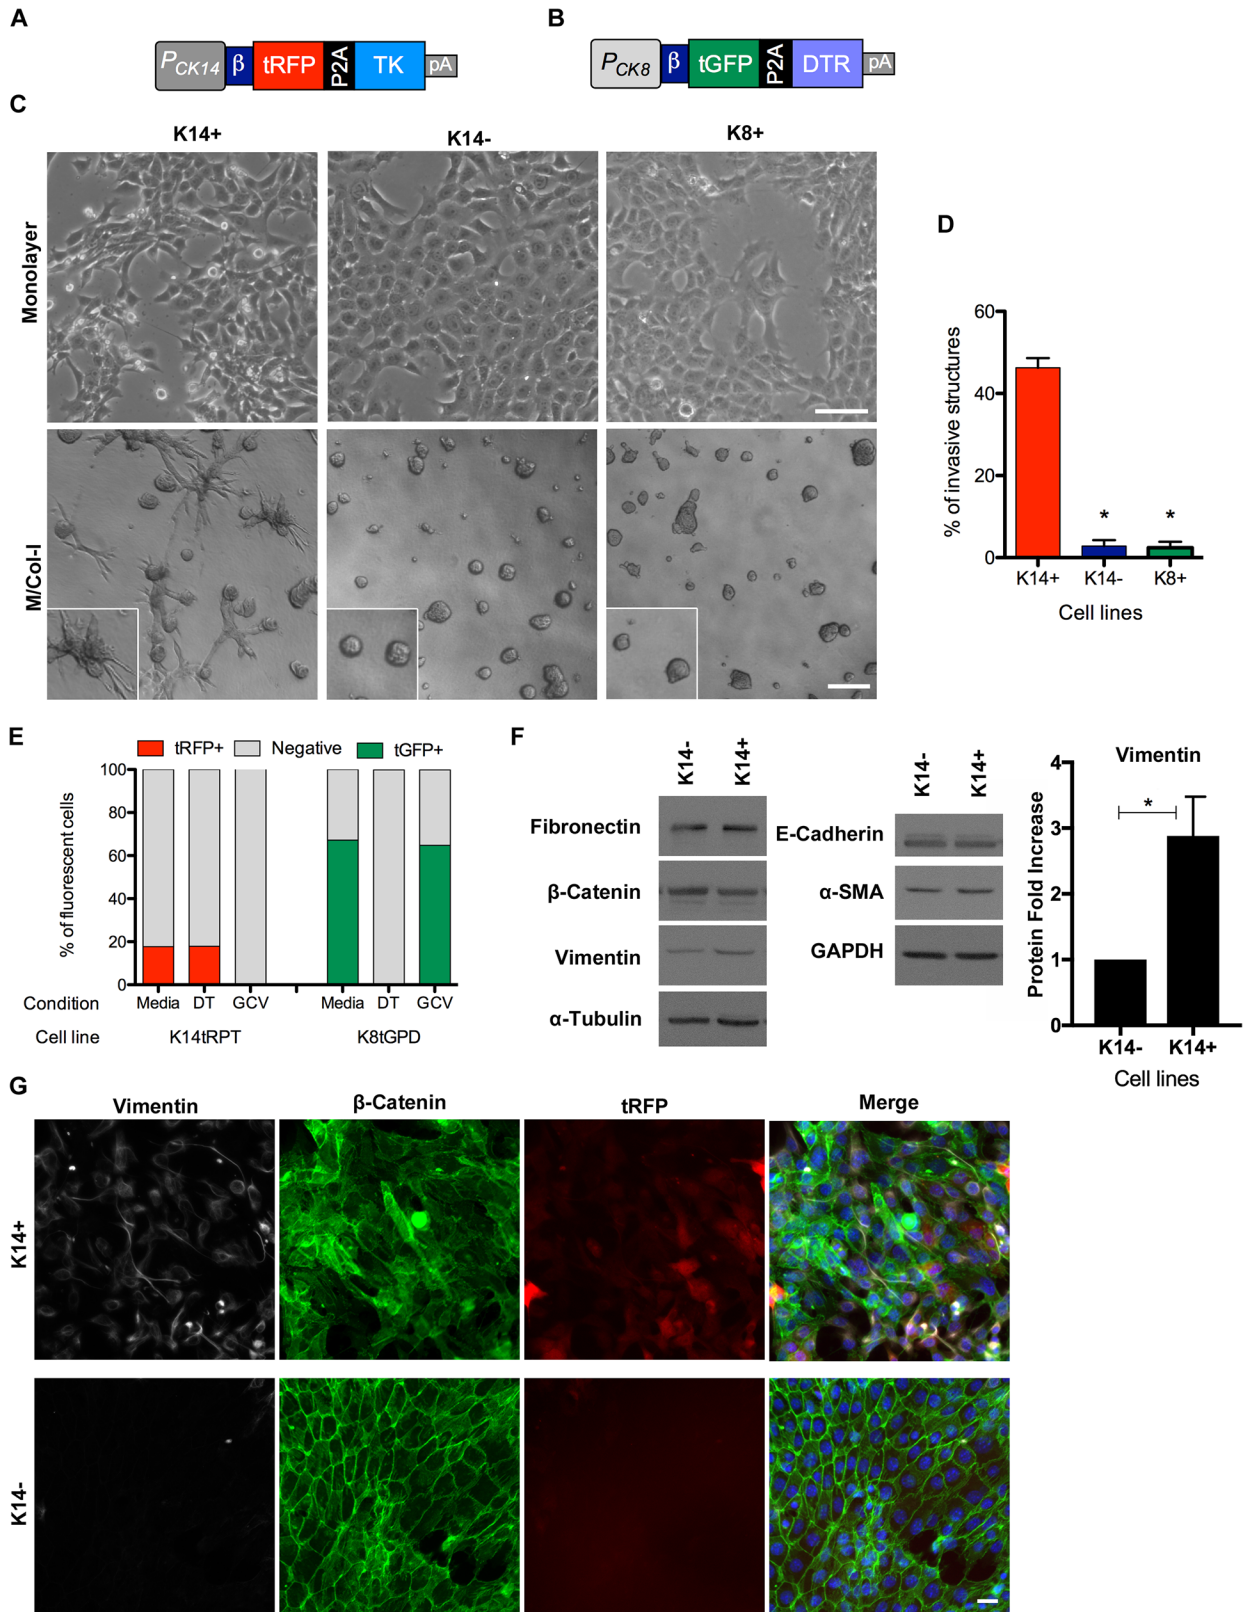 A
P CK14 β tRFP P2A TK pA
B
P CK8 β tGFP P2A DTR pA
C
K14+ K14- K8+
Monolayer
M/Col-I
D
% of invasive structures
60
40
20
0
K14+ K14- K8+
Cell lines
* *
E
tRFP+ Negative tGFP+
% of fluorescent cells
100
80
60
40
20
0
Condition Media DT GCV Media DT GCV
Cell line K14tRPT K8tGPD
F
K14- K14+
Fibronectin
β-Catenin
Vimentin
α-Tubulin
K14- K14+
E-Cadherin
α-SMA
GAPDH
Vimentin
Protein Fold Increase
4
3
2
1
0
*
K14- K14+
Cell lines
G
Vimentin β-Catenin tRFP Merge
K14+
K14-